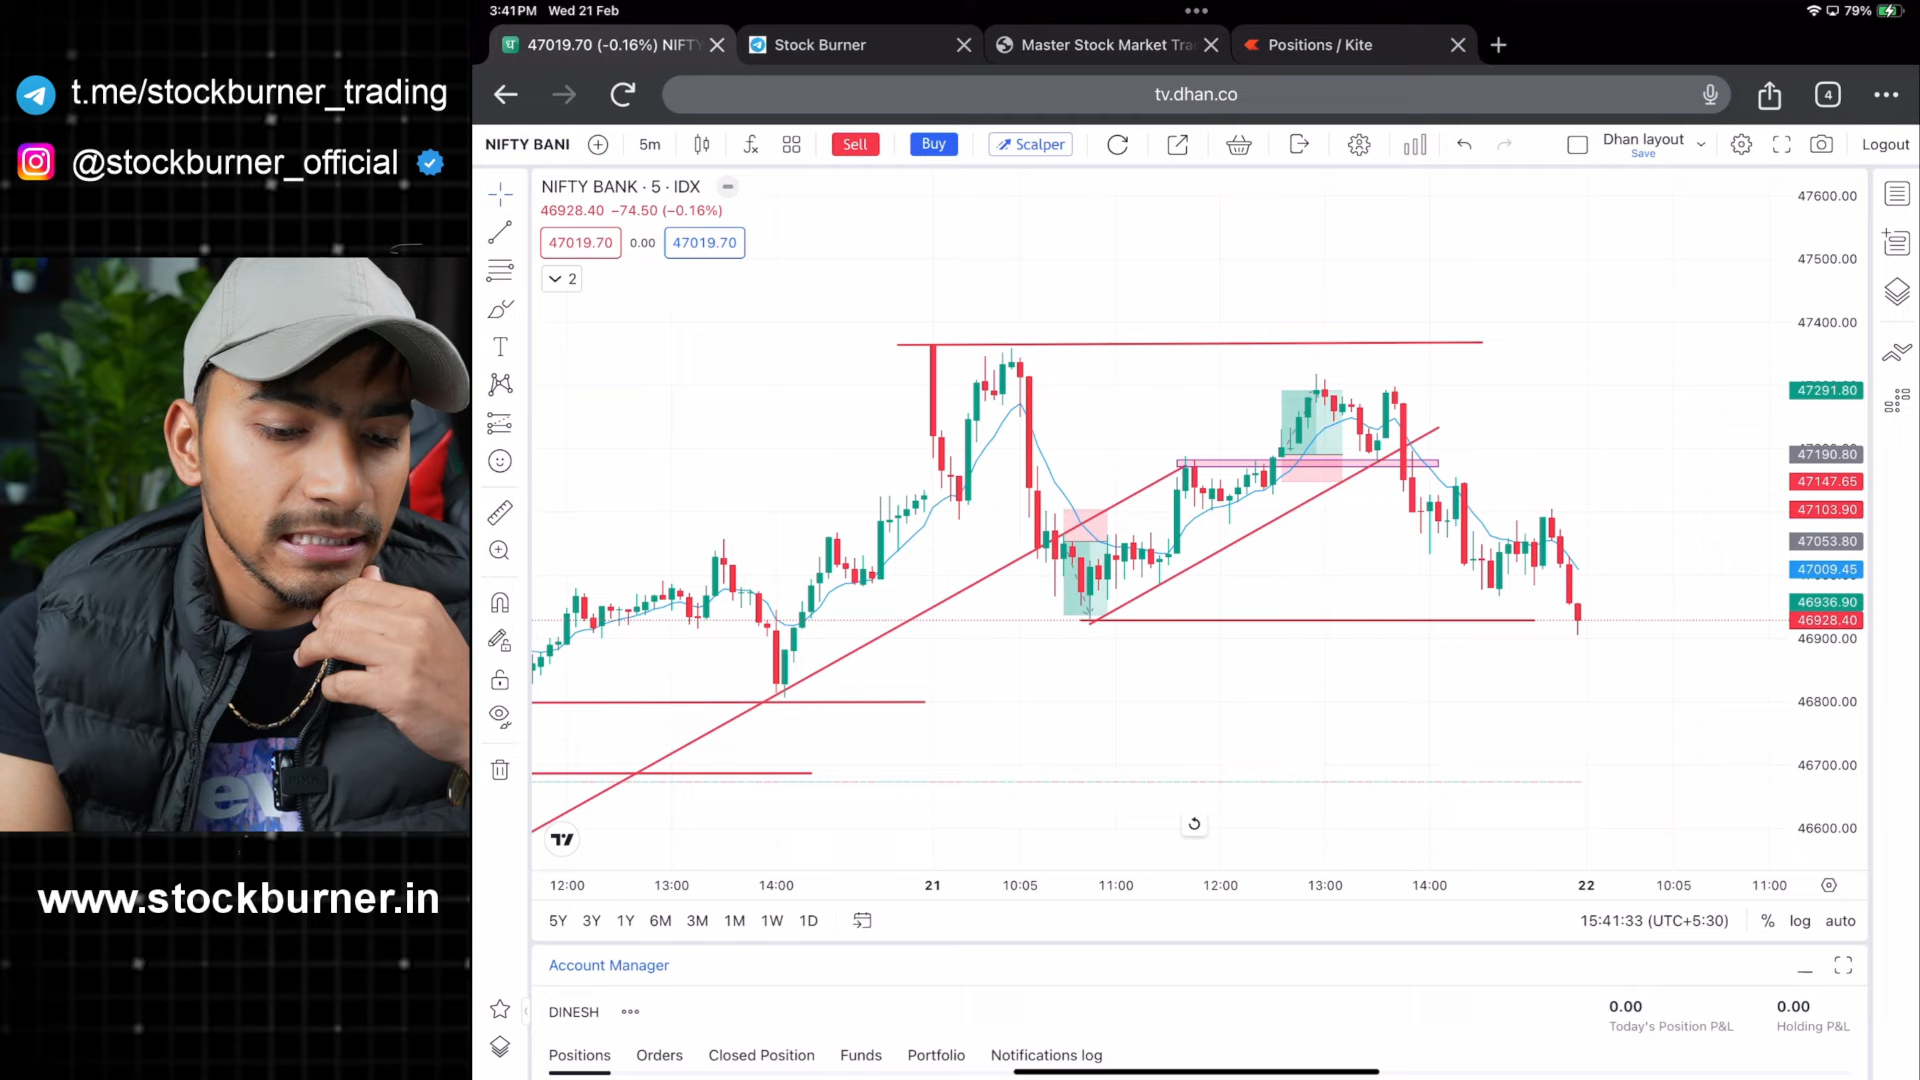 3:41PM Wed 21 Feb
79%
47019.70 (-0.16%) NIFTY
Stock Burner
Master Stock Market Tra
Positions / Kite
t.me/stockburner_trading
@stockburner_official
tv.dhan.co
4
NIFTY BANI
5m
Sell
Buy
Scalper
Dhan layout
Save
Logout
NIFTY BANK · 5 · IDX
46928.40 −74.50 (−0.16%)
47019.70 0.00 47019.70
2
47600.00
47500.00
47400.00
47291.80
47190.80
47147.65
47103.90
47053.80
47009.45
46936.90
46928.40
46900.00
46800.00
46700.00
46600.00
12:00 13:00 14:00 21 10:05 11:00 12:00 13:00 14:00 22 10:05 11:00
5Y 3Y 1Y 6M 3M 1M 1W 1D
15:41:33 (UTC+5:30) % log auto
www.stockburner.in
Account Manager
DINESH
0.00 0.00
Today's Position P&L Holding P&L
Positions Orders Closed Position Funds Portfolio Notifications log